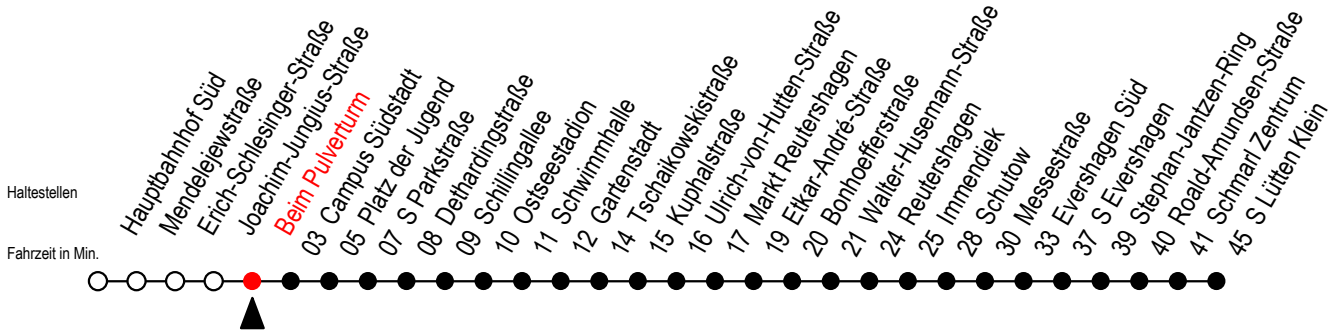 Haltestellen
Fahrzeit in Min.
Hauptbahnhof Süd
Mendelejewstraße
Erich-Schlesinger-Straße
Joachim-Jungius-Straße
Beim Pulverturm
03 Campus Südstadt
05 Platz der Jugend
07 S Parkstraße
08 Dethardingstraße
09 Schillingallee
10 Ostseestadion
11 Schwimmhalle
12 Gartenstadt
14 Tschaikowskistraße
15 Kuphalstraße
16 Ulrich-von-Hutten-Straße
17 Markt Reutershagen
19 Etkar-André-Straße
20 Bonhoefferstraße
21 Walter-Husemann-Straße
24 Reutershagen
25 Immendiek
28 Schutow
30 Messestraße
33 Evershagen Süd
37 S Evershagen
39 Stephan-Jantzen-Ring
40 Roald-Amundsen-Straße
41 Schmarl Zentrum
45 S Lütten Klein